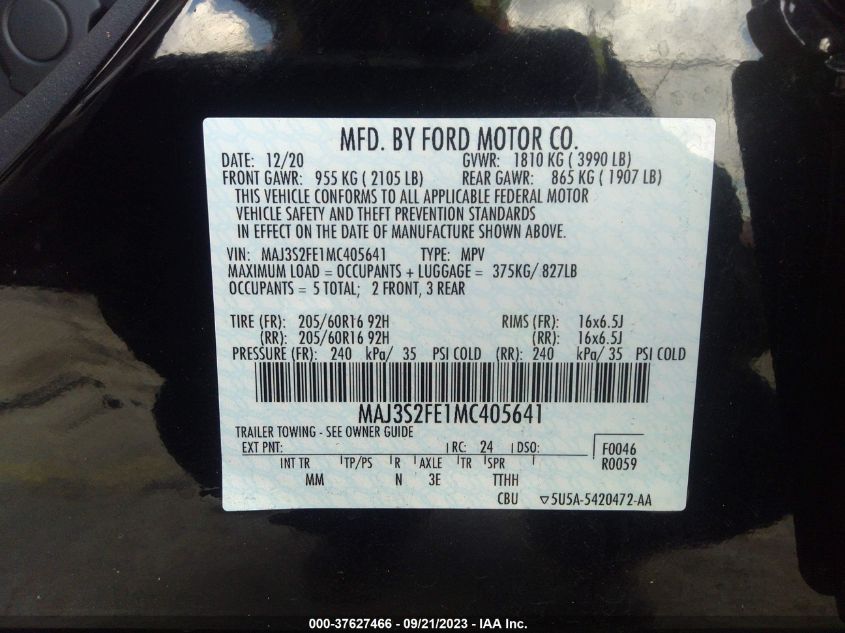 MFD. BY FORD MOTOR CO.
DATE: 12/20 GVWR: 1810 KG ( 3990 LB)
FRONT GAWR: 955 KG ( 2105 LB) REAR GAWR: 865 KG ( 1907 LB)
THIS VEHICLE CONFORMS TO ALL APPLICABLE FEDERAL MOTOR
VEHICLE SAFETY AND THEFT PREVENTION STANDARDS
IN EFFECT ON THE DATE OF MANUFACTURE SHOWN ABOVE.
VIN: MAJ3S2FE1MC405641 TYPE: MPV
MAXIMUM LOAD = OCCUPANTS + LUGGAGE = 375KG/ 827LB
OCCUPANTS = 5 TOTAL; 2 FRONT, 3 REAR
TIRE (FR): 205/60R16 92H RIMS (FR): 16x6.5J
(RR): 205/60R16 92H (RR): 16x6.5J
PRESSURE (FR): 240 kPa/ 35 PSI COLD (RR): 240 kPa/ 35 PSI COLD
MAJ3S2FE1MC405641
TRAILER TOWING - SEE OWNER GUIDE
EXT PNT: RC: 24 DSO: F0046
R0059
INT TR TP/PS R AXLE TR SPR
MM N 3E TTHH
CBU ▽5U5A-5420472-AA
000-37627466 - 09/21/2023 - IAA Inc.